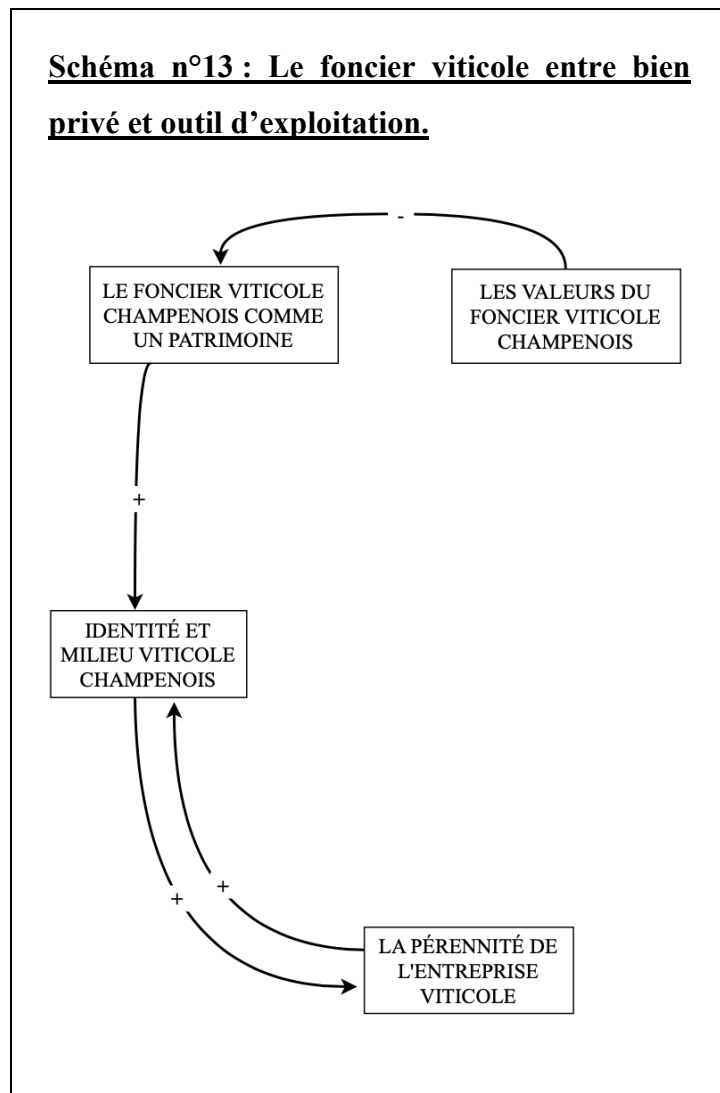 Schéma n°13 : Le foncier viticole entre bien
privé et outil d'exploitation.
-
LE FONCIER VITICOLE
CHAMPENOIS COMME
UN PATRIMOINE
LES VALEURS DU
FONCIER VITICOLE
CHAMPENOIS
+
IDENTITÉ ET
MILIEU VITICOLE
CHAMPENOIS
+
+
LA PÉRENNITÉ DE
L'ENTREPRISE
VITICOLE